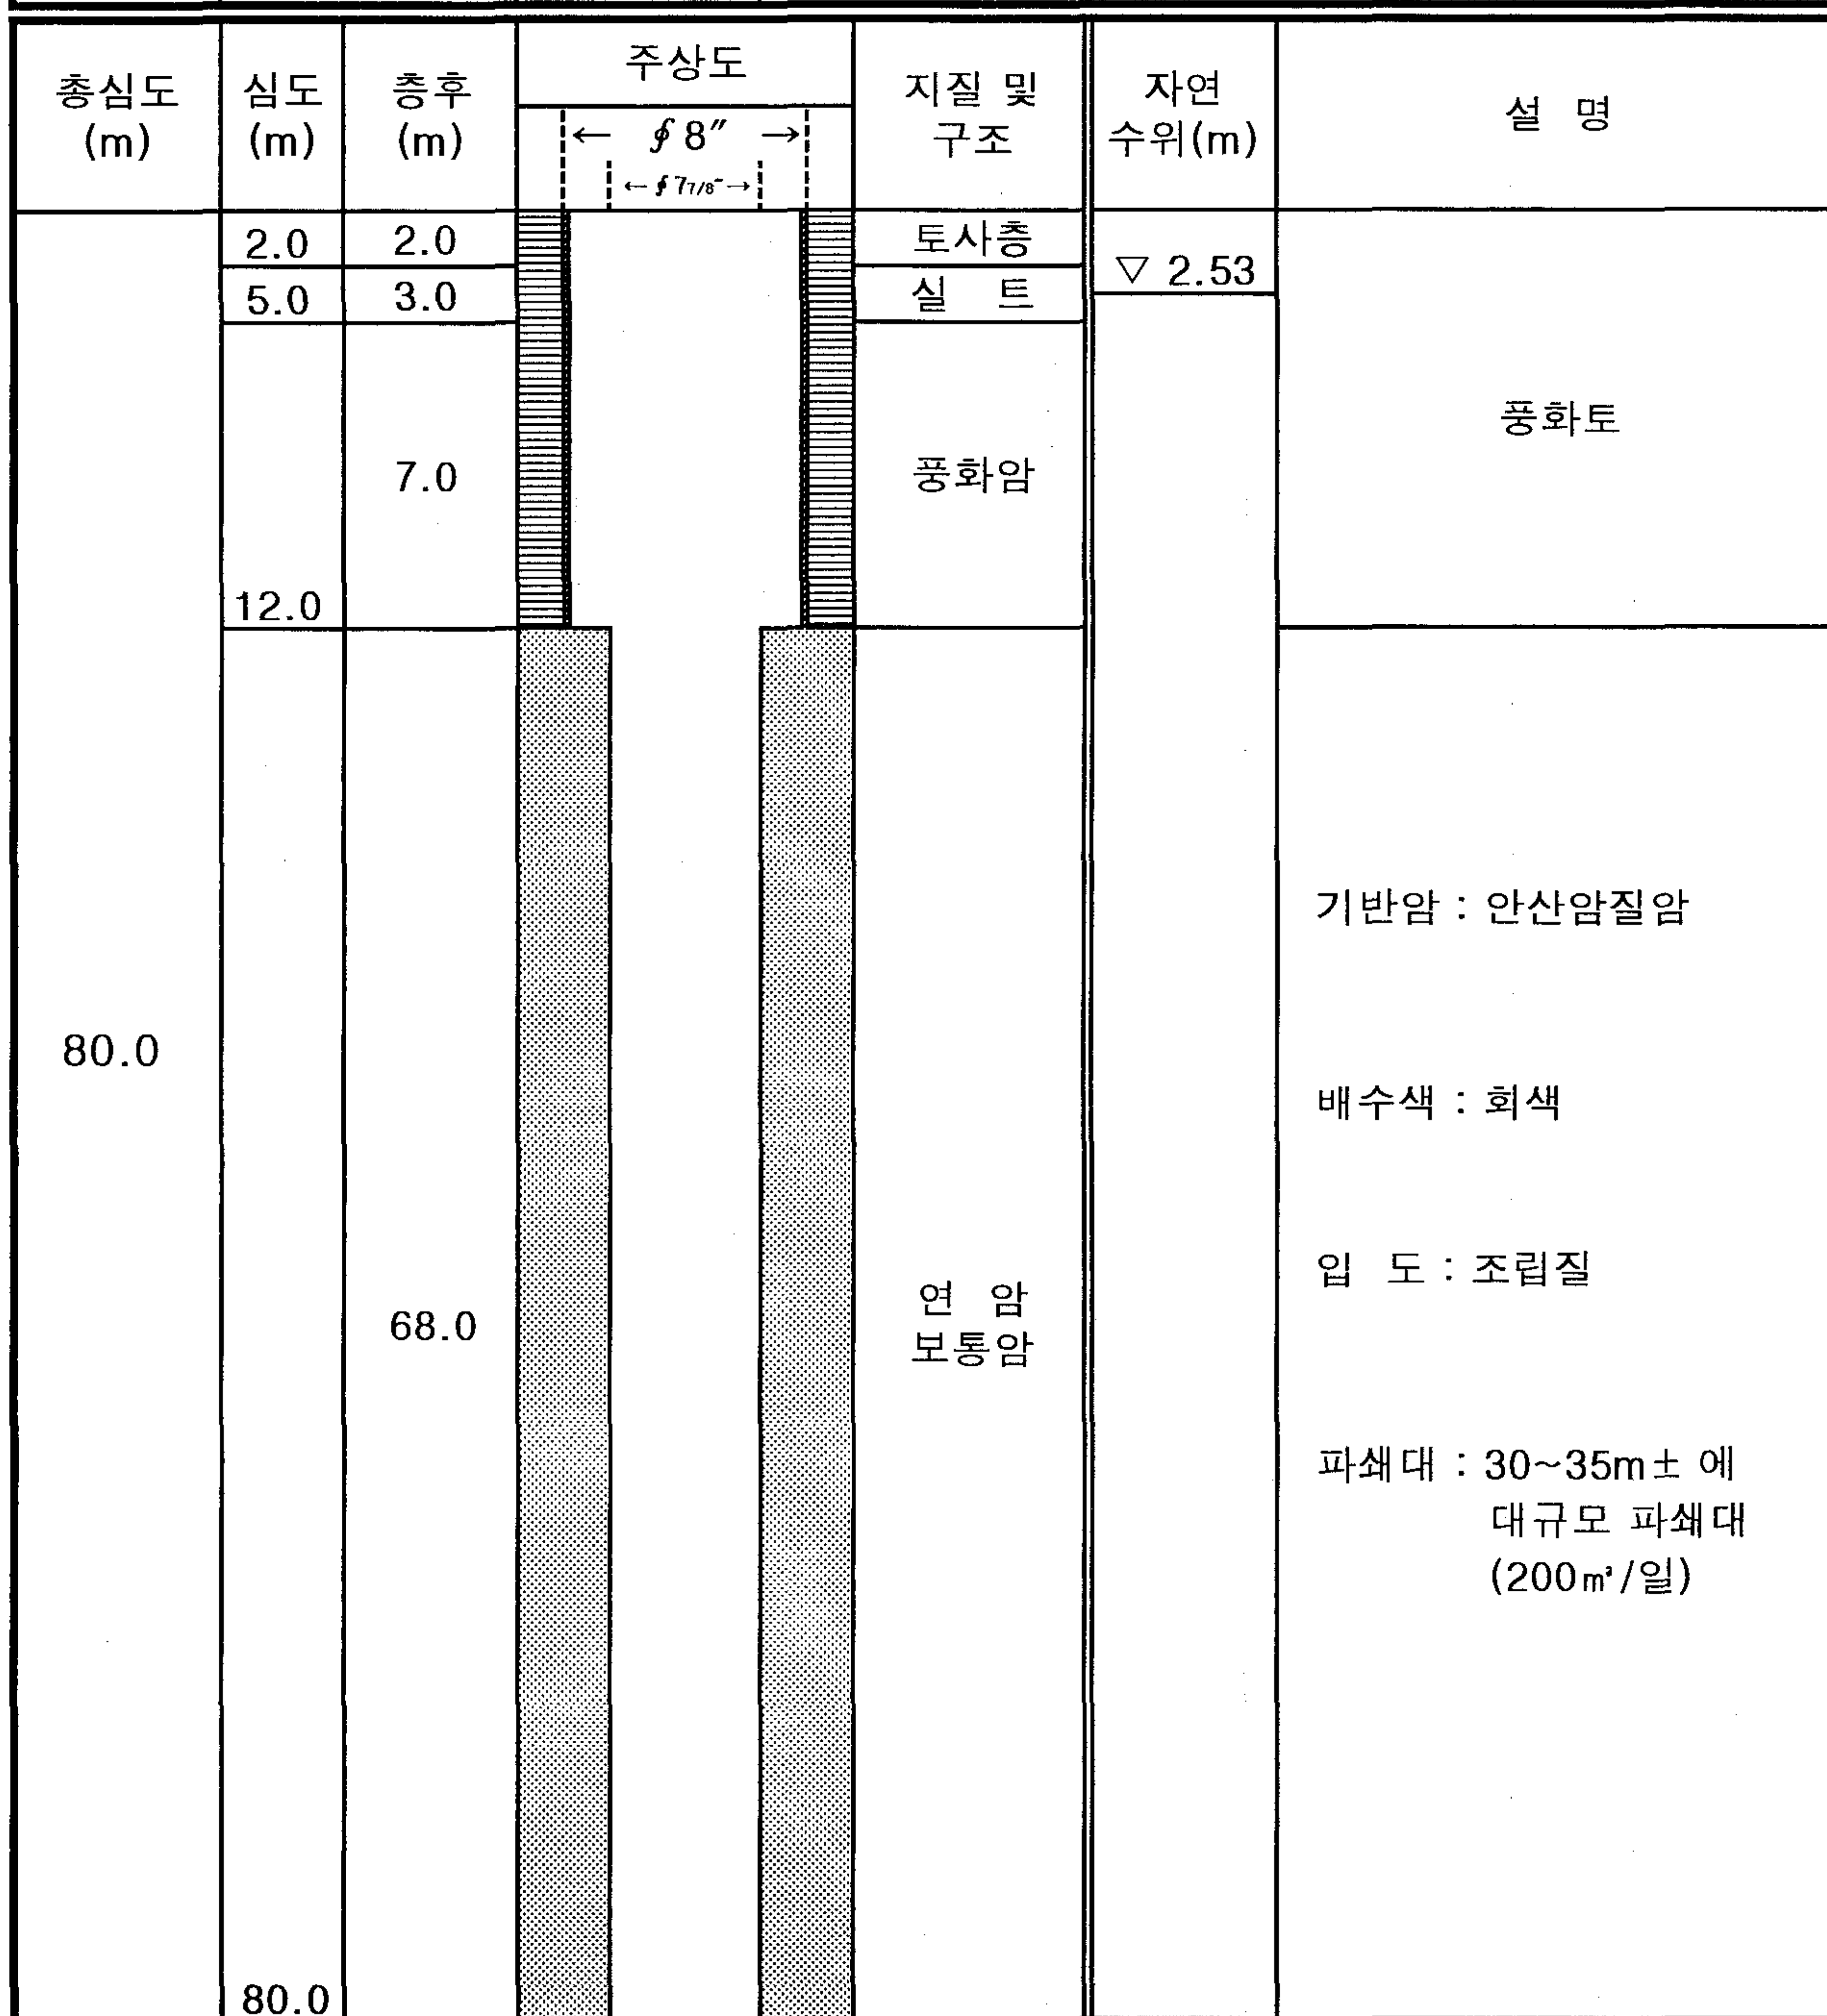 총심도
(m)
심도
(m)
층후
(m)
주상도
← ∮ 8″ →
← ∮ 7 7/8″ →
지질 및
구조
자연
수위(m)
설 명
2.0 2.0 토사층
▽ 2.53
5.0 3.0 실 트
풍화토
7.0 풍화암
12.0
기반암 : 안산암질암
80.0
배수색 : 회색
입 도 : 조립질
68.0
연 암
보통암
파쇄대 : 30~35m± 에
대규모 파쇄대
(200㎥/일)
80.0